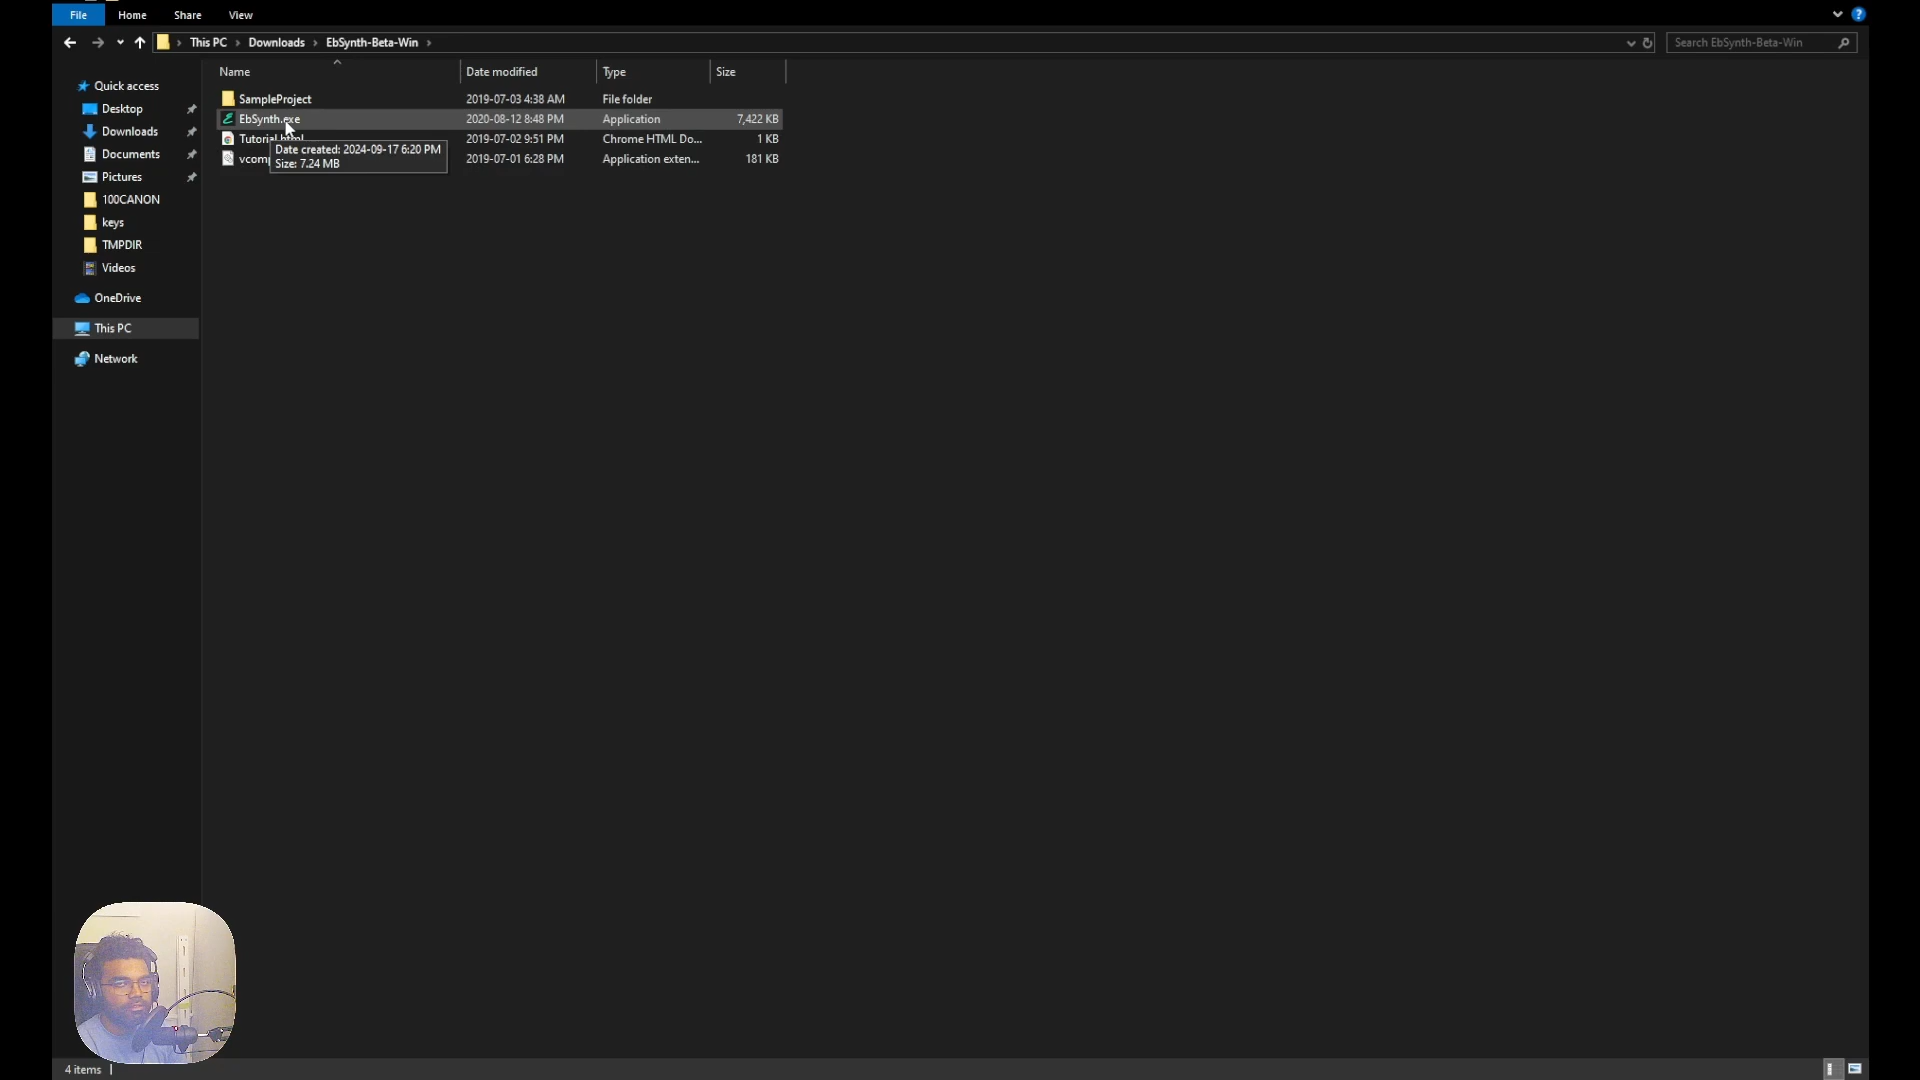 File Home Share View
This PC Downloads EbSynth-Beta-Win Search EbSynth-Beta-Win
Name Date modified Type Size
Quick access
Desktop
Downloads
Documents
Pictures
100CANON
keys
TMPDIR
Videos
OneDrive
This PC
Network
SampleProject 2019-07-03 4:38 AM File folder
EbSynth.exe 2020-08-12 8:48 PM Application 7,422 KB
Tutorial.html 2019-07-02 9:51 PM Chrome HTML Do... 1 KB
vcomp 2019-07-01 6:28 PM Application exten... 181 KB
Date created: 2024-09-17 6:20 PM
Size: 7.24 MB
4 items